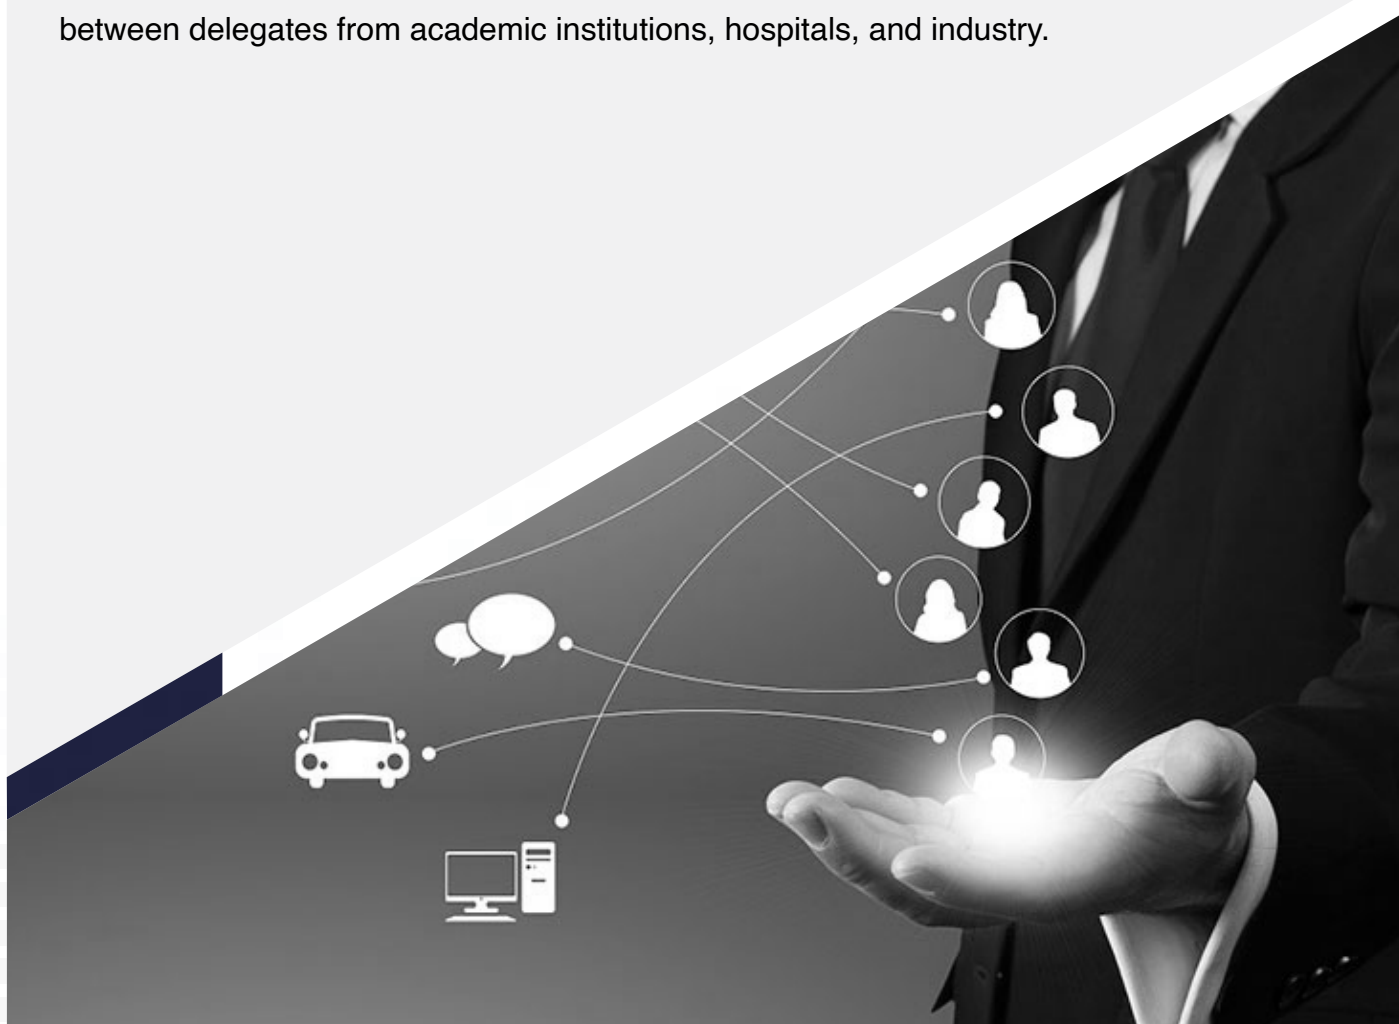 between delegates from academic institutions, hospitals, and industry.